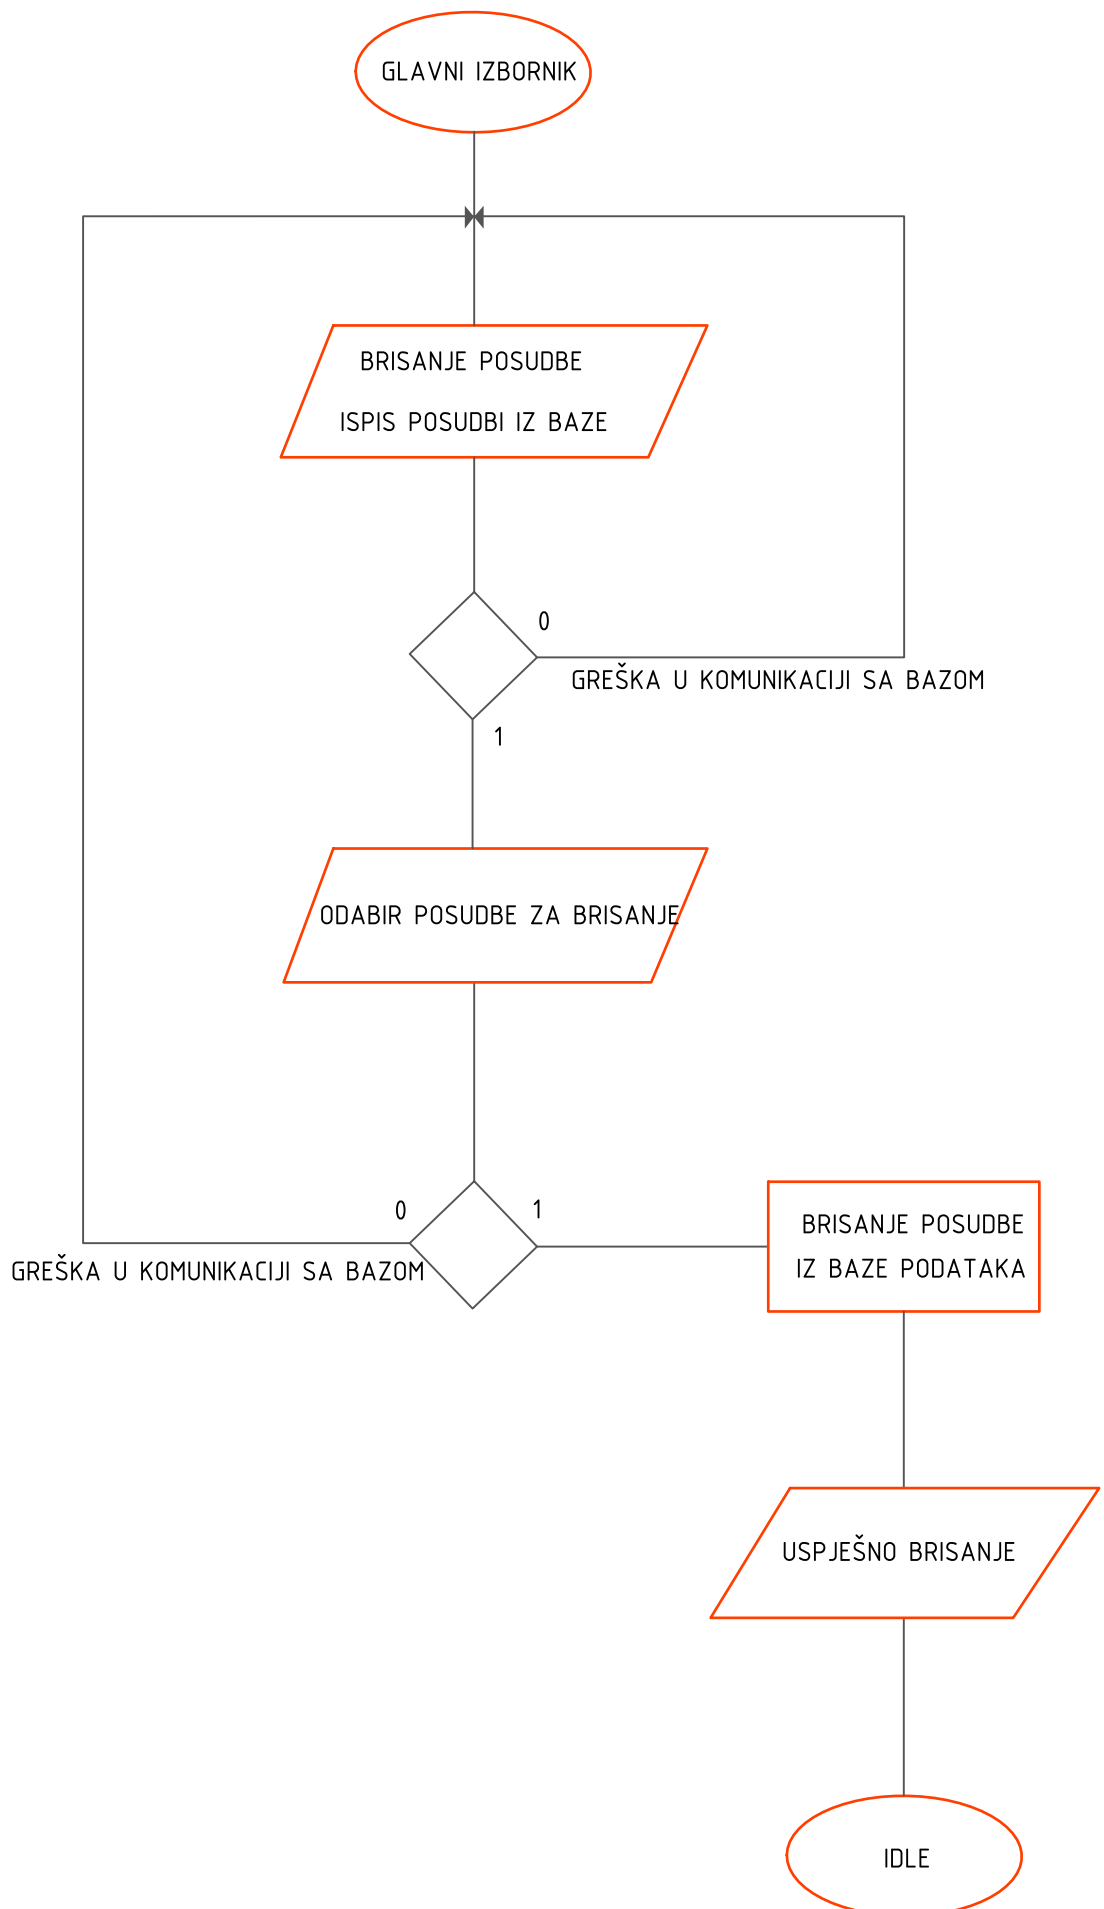 GLAVNI IZBORNIK
BRISANJE POSUDBE
ISPIS POSUDBI IZ BAZE
0
GREŠKA U KOMUNIKACIJI SA BAZOM
1
ODABIR POSUDBE ZA BRISANJE
0
1
GREŠKA U KOMUNIKACIJI SA BAZOM
BRISANJE POSUDBE
IZ BAZE PODATAKA
USPJEŠNO BRISANJE
IDLE